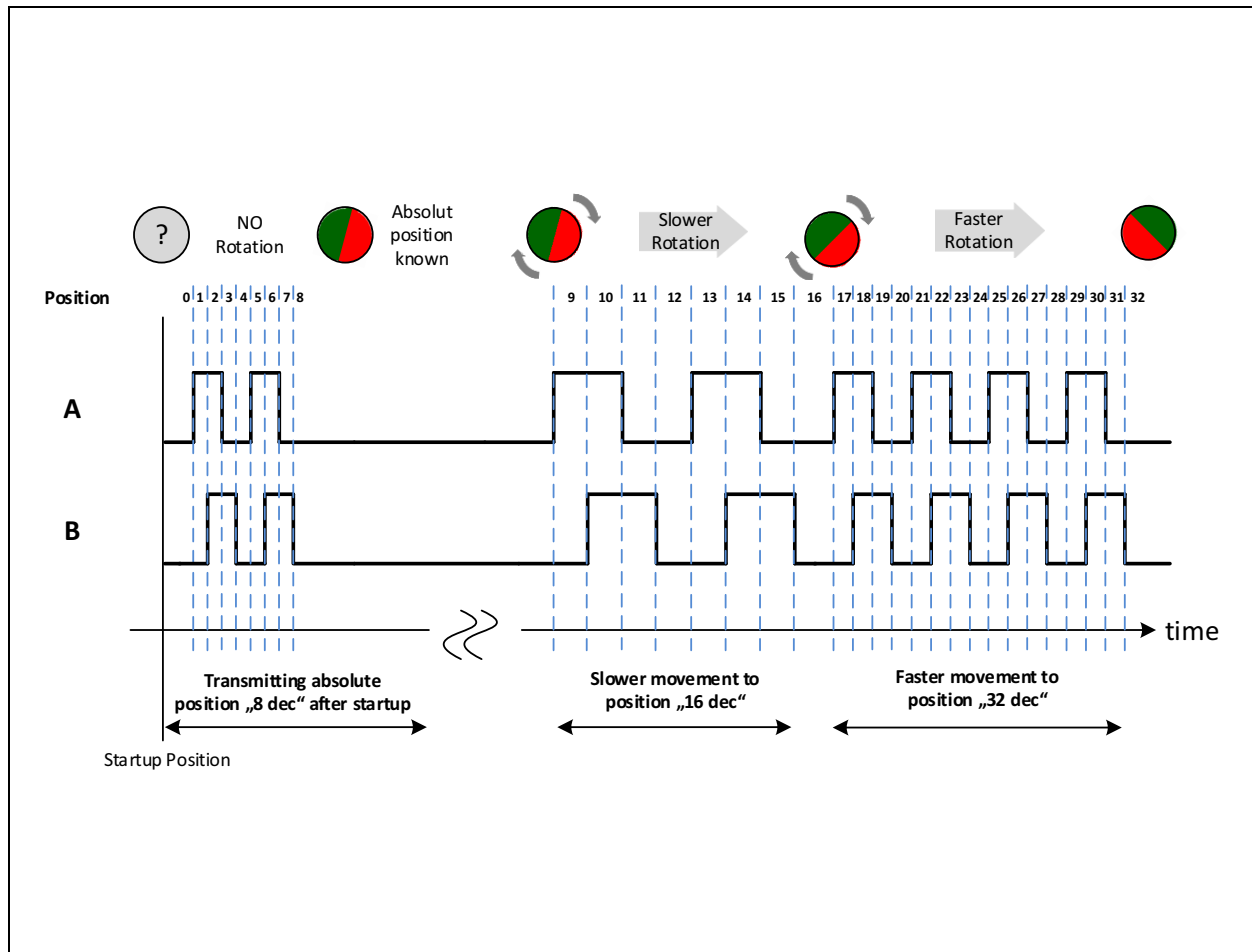 ?
NO
Rotation
Absolut
position
known
Slower
Rotation
Faster
Rotation
Position
0 1 2 3 4 5 6 7 8 9 10 11 12 13 14 15 16 17 18 19 20 21 22 23 24 25 26 27 28 29 30 31 32
A
B
time
Transmitting absolute
position „8 dec“ after startup
Slower movement to
position „16 dec“
Faster movement to
position „32 dec“
Startup Position